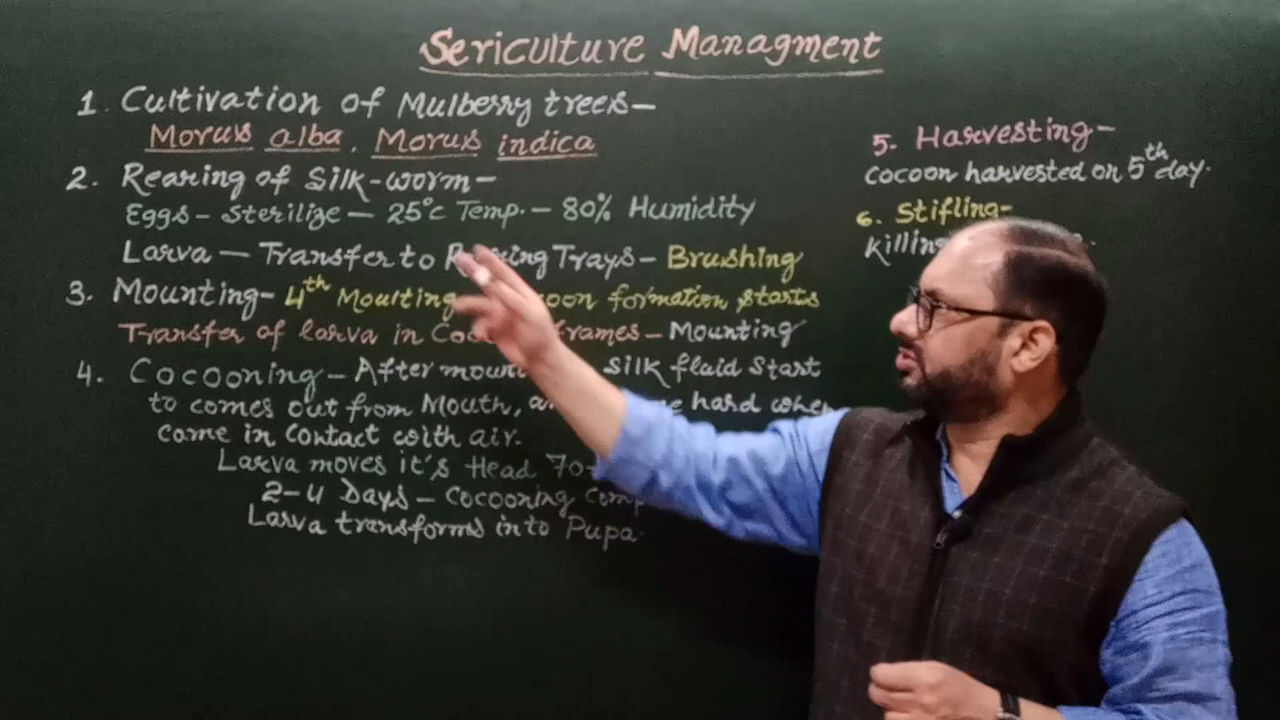 Sericulture Managment
1. Cultivation of Mulberry trees-
Morus alba, Morus indica
2. Rearing of Silk-worm-
Eggs - Sterilize - 25°C Temp. - 80% Humidity
Larva - Transfer to Rearing Trays - Brushing
3. Mounting - 4th Moulting formation starts
Transfer of larva in frames - Mounting
4. Cocooning - After Silk fluid Start
to comes out from Mouth, hard when
come in contact with air.
Larva moves it's Head
2-4 Days - Cocooning
Larva transforms into Pupa.
5. Harvesting-
Cocoon harvested on 5th day.
6. Stifling-
Killing